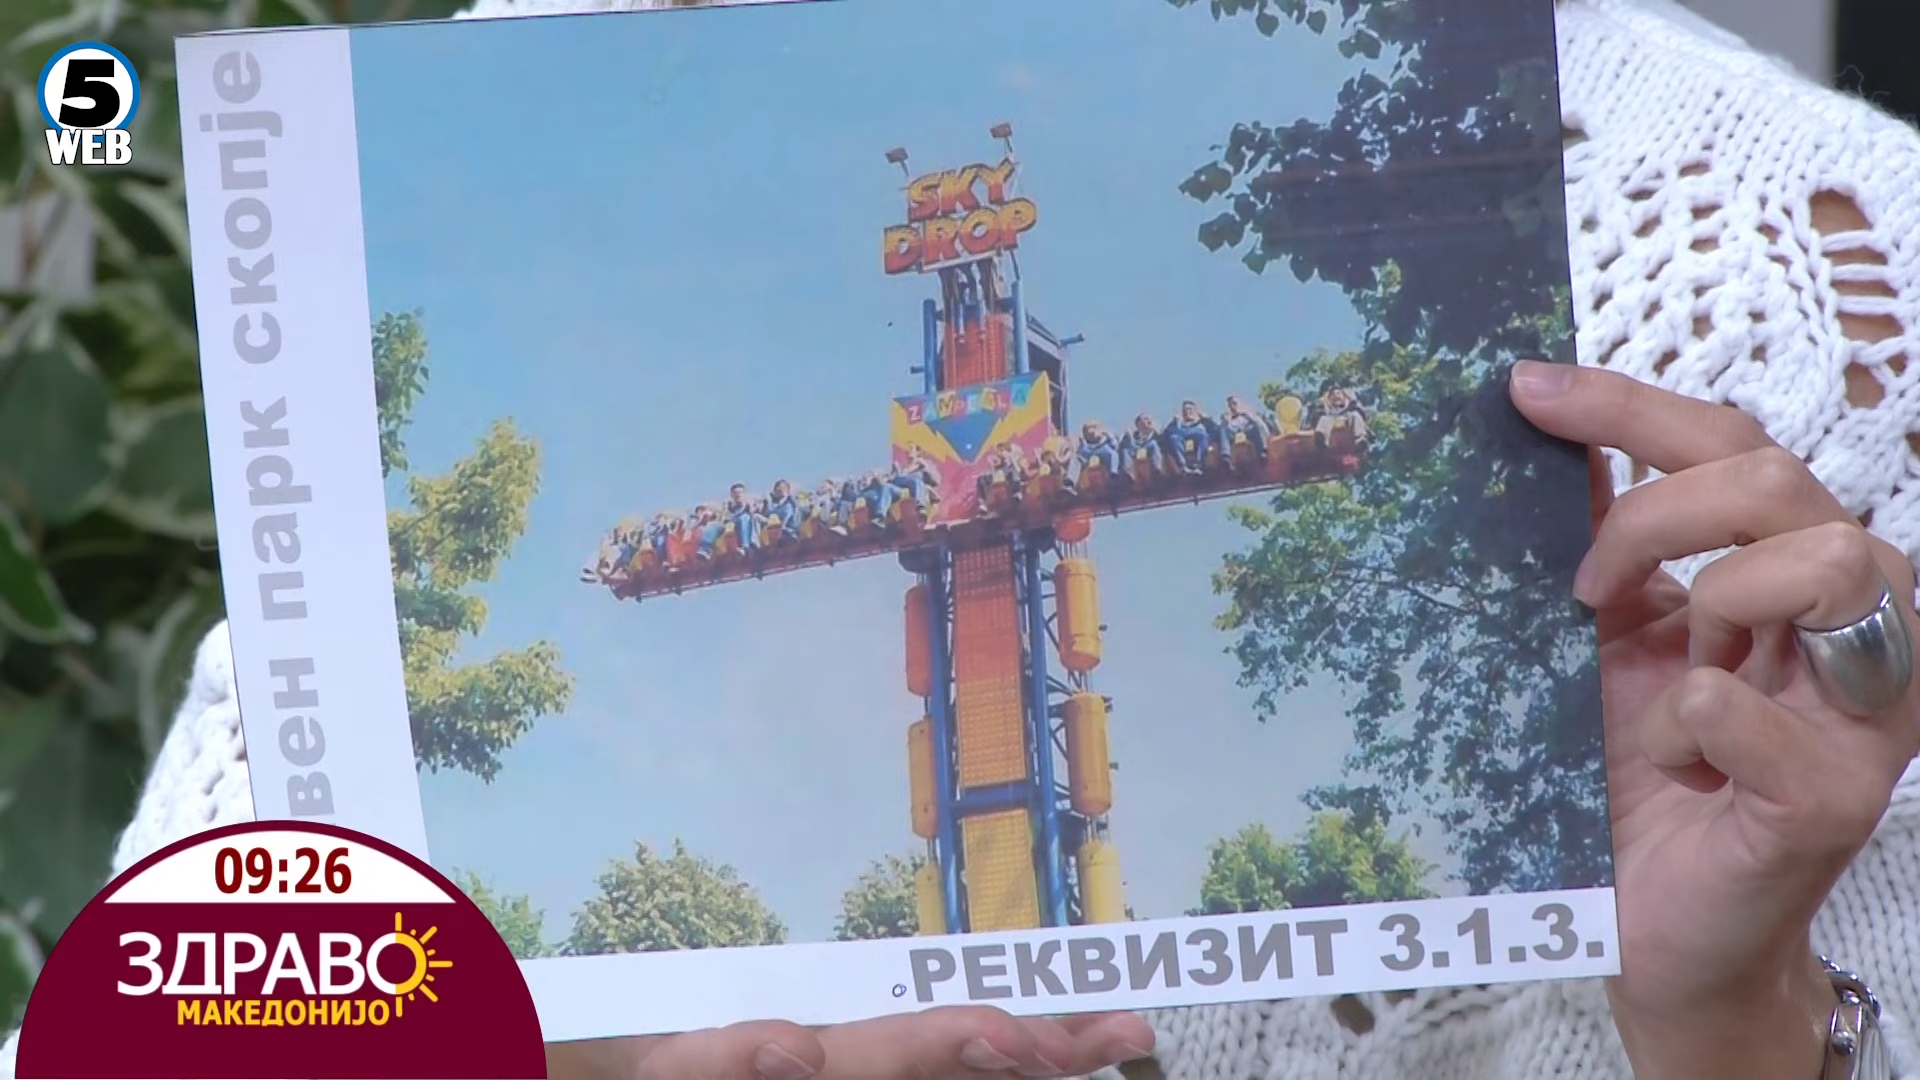 5
WEB
вен парк скопје
SKY
DROP
ZAMPERLA
РЕКВИЗИТ 3.1.3.
09:26
ЗДРАВО
МАКЕДОНИЈО